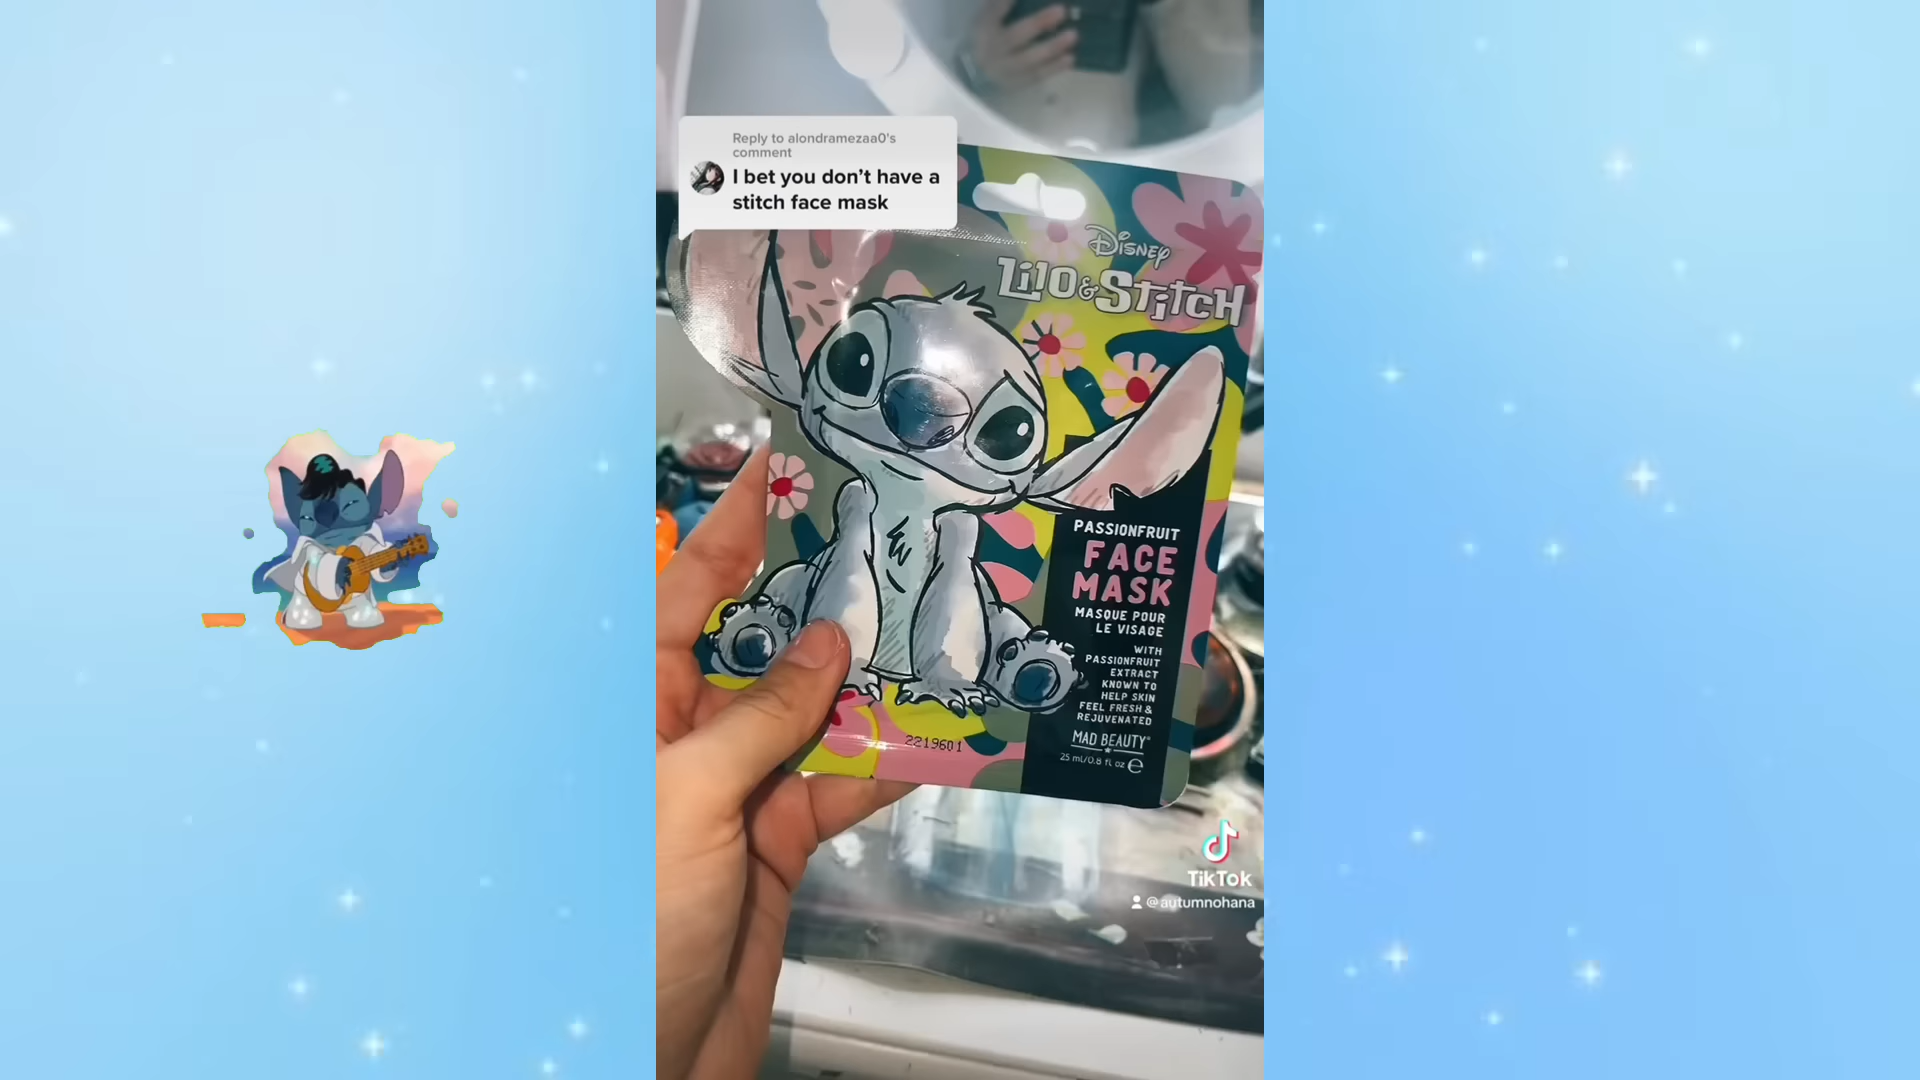 Reply to alondramezaa0's
comment
I bet you don't have a
stitch face mask
Disney
Lilo & Stitch
PASSIONFRUIT
FACE
MASK
MASQUE POUR
LE VISAGE
WITH
PASSIONFRUIT
EXTRACT
KNOWN TO
HELP SKIN
FEEL FRESH &
REJUVENATED
MAD BEAUTY
25 ml/0.8 fl oz e
2219601
TikTok
@autumnohana